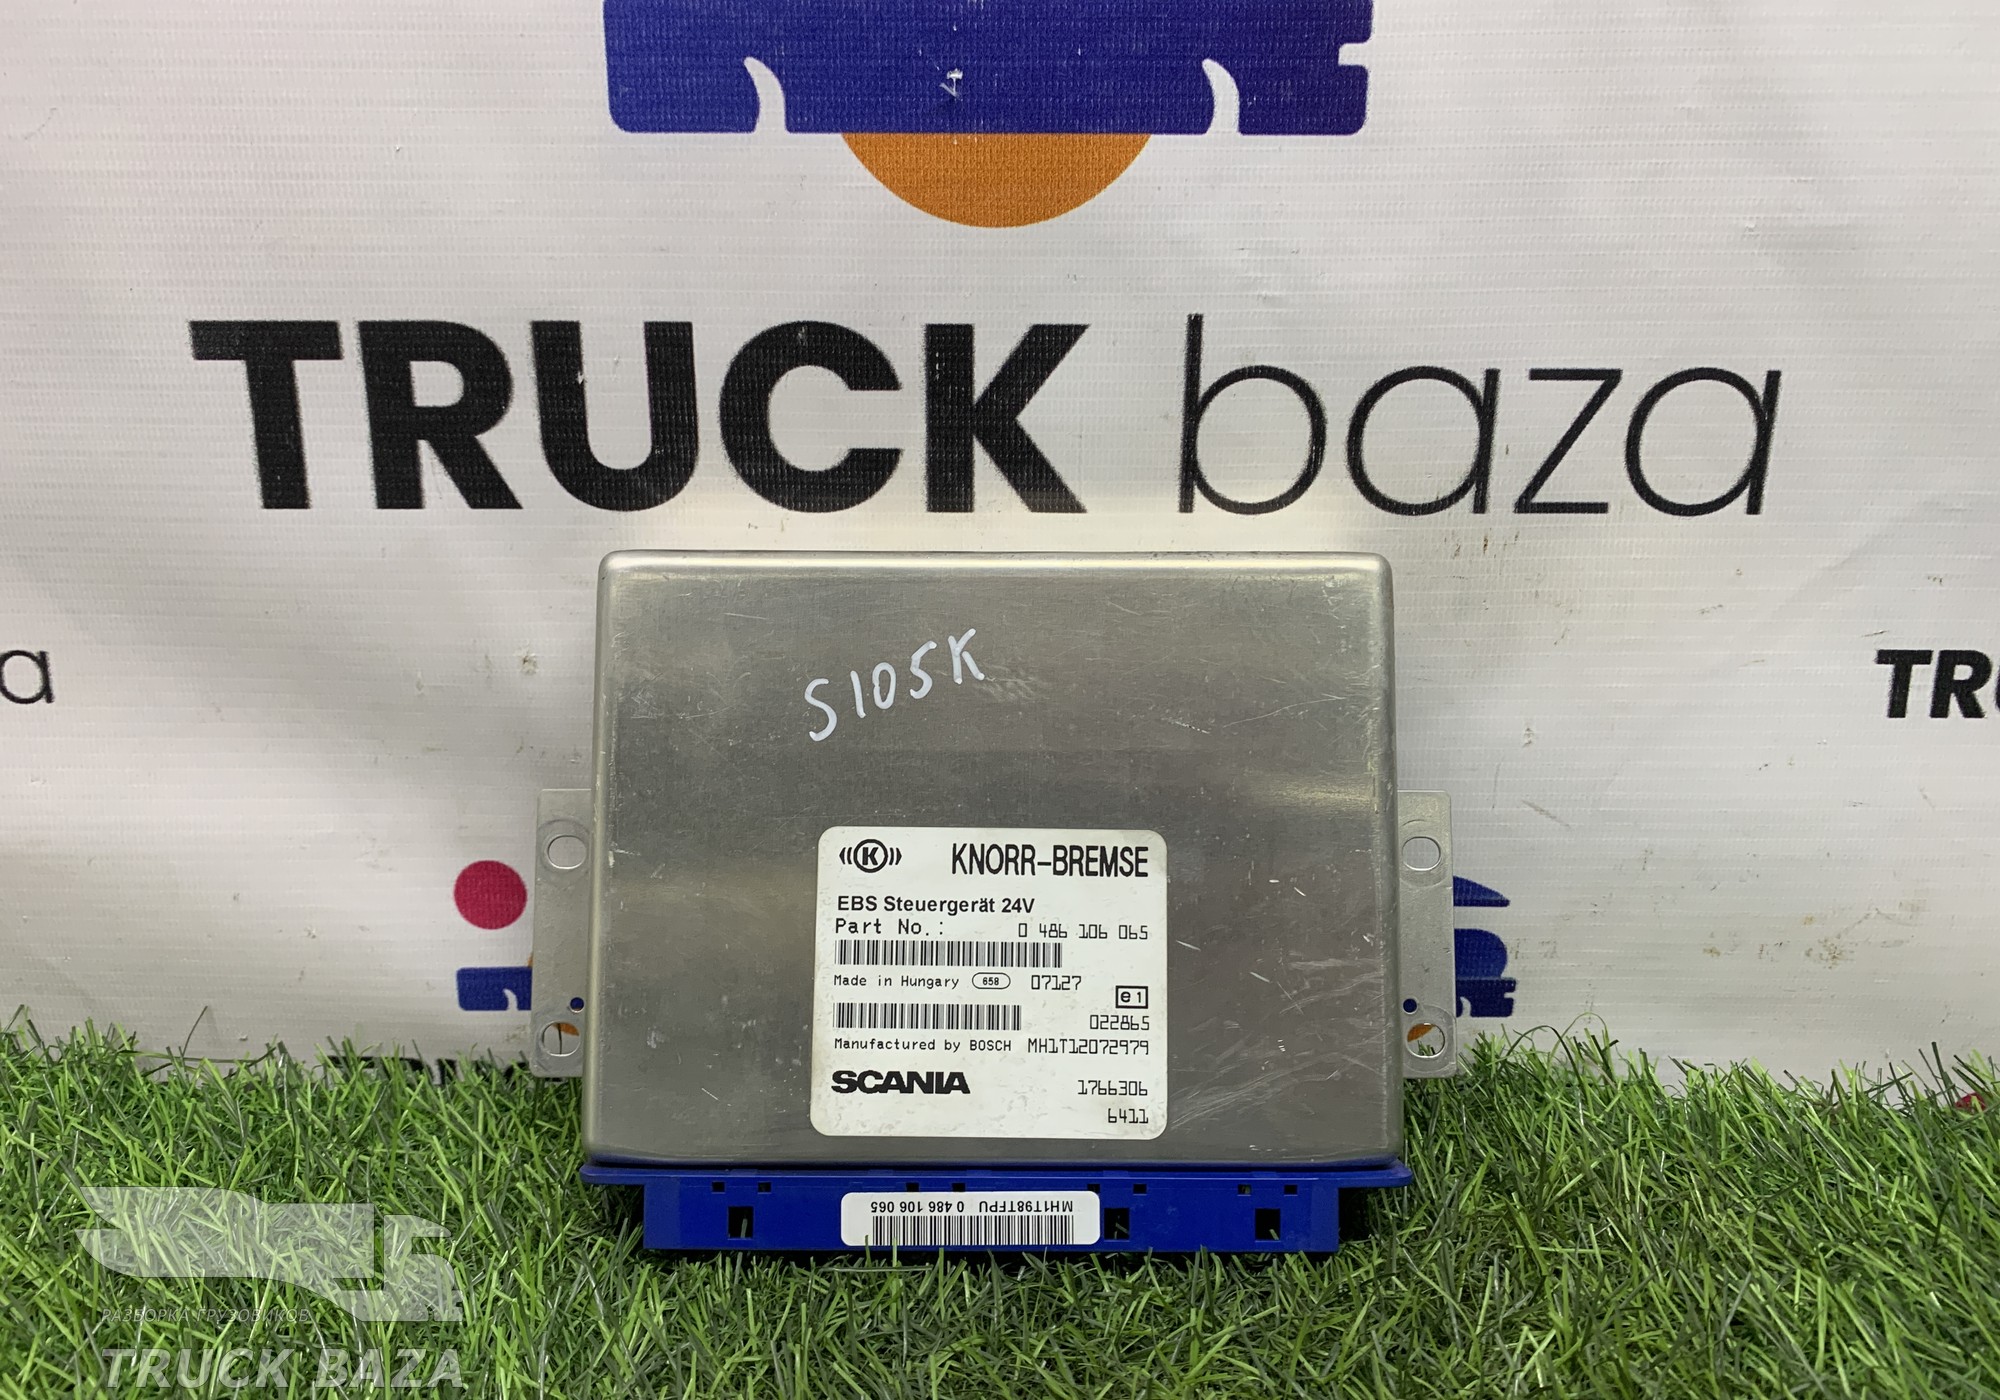 TRUCK baza
a
TRU
S105K
K KNORR-BREMSE
EBS Steuergerät 24V
Part No.: 0 486 106 065
Made in Hungary 658 07127
e1
022865
Manufactured by BOSCH MH1T12072979
SCANIA 1766306
6411
MH1T98TFPU 0 486 106 065
РАЗБОРКА ГРУЗОВИКОВ
TRUCK BAZA